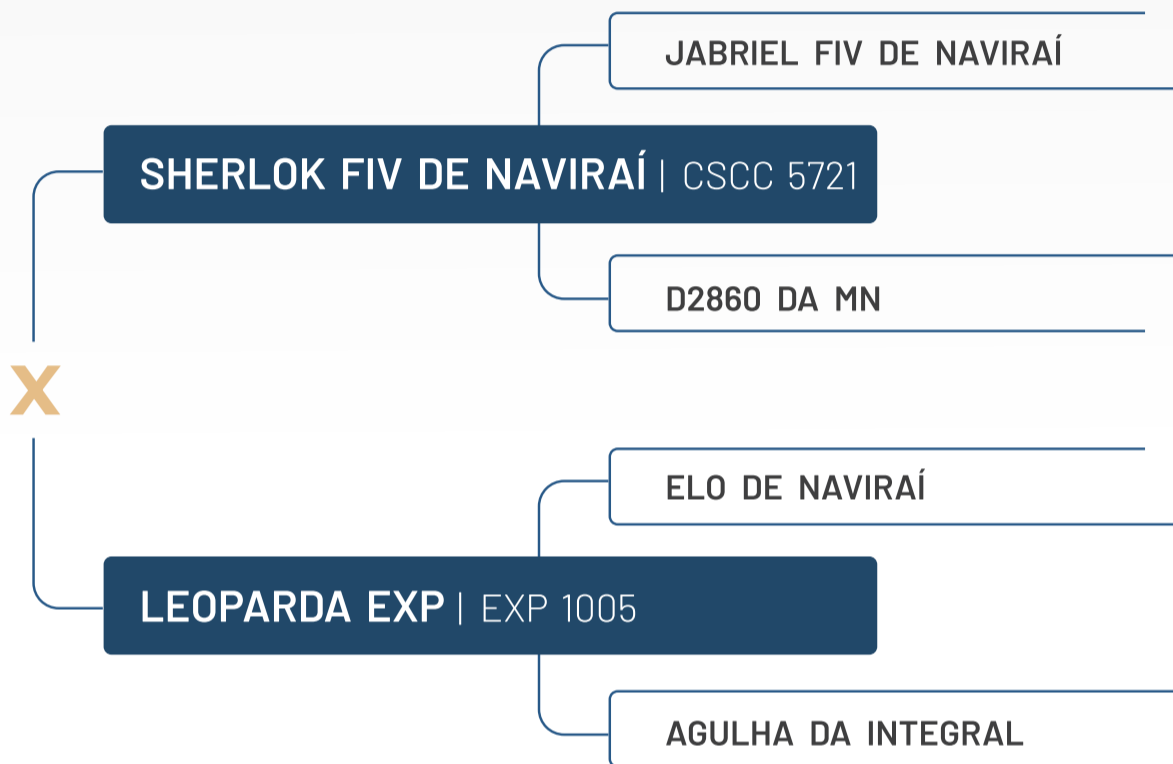 JABRIEL FIV DE NAVIRAÍ
SHERLOK FIV DE NAVIRAÍ | CSCC 5721
D2860 DA MN
X
ELO DE NAVIRAÍ
LEOPARDA EXP | EXP 1005
AGULHA DA INTEGRAL